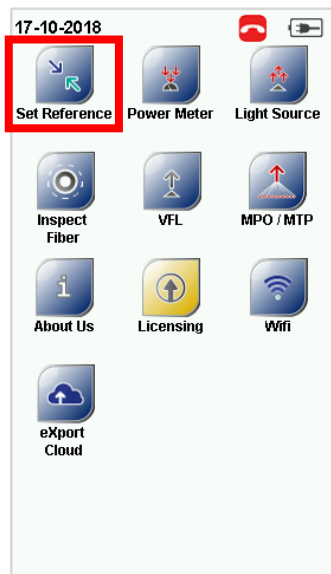 17-10-2018
Set Reference
Power Meter
Light Source
Inspect
Fiber
VFL
MPO / MTP
i
About Us
Licensing
Wifi
eXport
Cloud